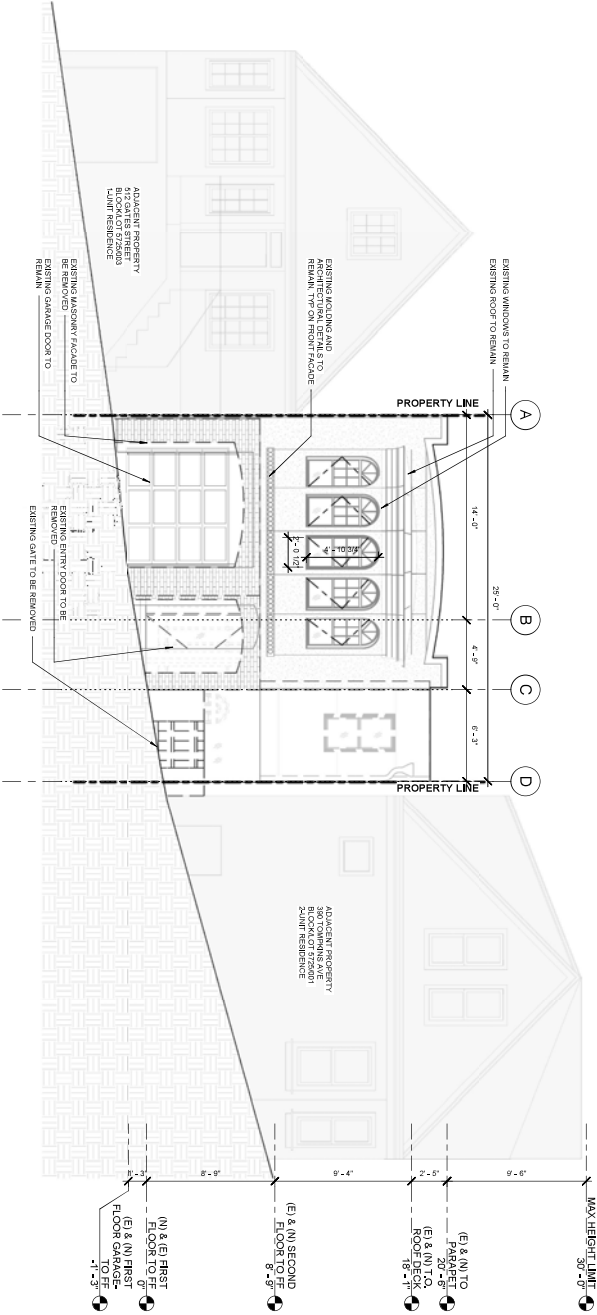 MAX HEIGHT LIMIT
30' - 0"
(E) & (N) TO
PARAPET
20' - 6"
(E) & (N) T.O.
ROOF DECK
18' - 1"
(E) & (N) SECOND
FLOOR TO FF
8' - 9"
(N) & (E) FIRST
FLOOR TO FF
0"
(E) & (N) FIRST
FLOOR GARAGE-
TO FF
-1' - 3"
9' - 6"
2' - 5"
9' - 4"
8' - 9"
A
B
C
D
25' - 0"
14' - 0"
4' - 9"
6' - 3"
PROPERTY LINE
PROPERTY LINE
EXISTING WINDOWS TO REMAIN
EXISTING ROOF TO REMAIN
EXISTING MOLDING AND
ARCHITECTURAL DETAILS TO
REMAIN, TYP ON FRONT FACADE
4' - 10 3/4"
2' - 0 1/2"
ADJACENT PROPERTY
512 GATES STREET
BLOCK/LOT 5725/003
1-UNIT RESIDENCE
EXISTING MASONRY FACADE TO
BE REMOVED
EXISTING GARAGE DOOR TO
REMAIN
EXISTING ENTRY DOOR TO BE
REMOVED
EXISTING GATE TO BE REMOVED
ADJACENT PROPERTY
390 TOMPKINS AVE
BLOCK/LOT 5725/001
2-UNIT RESIDENCE